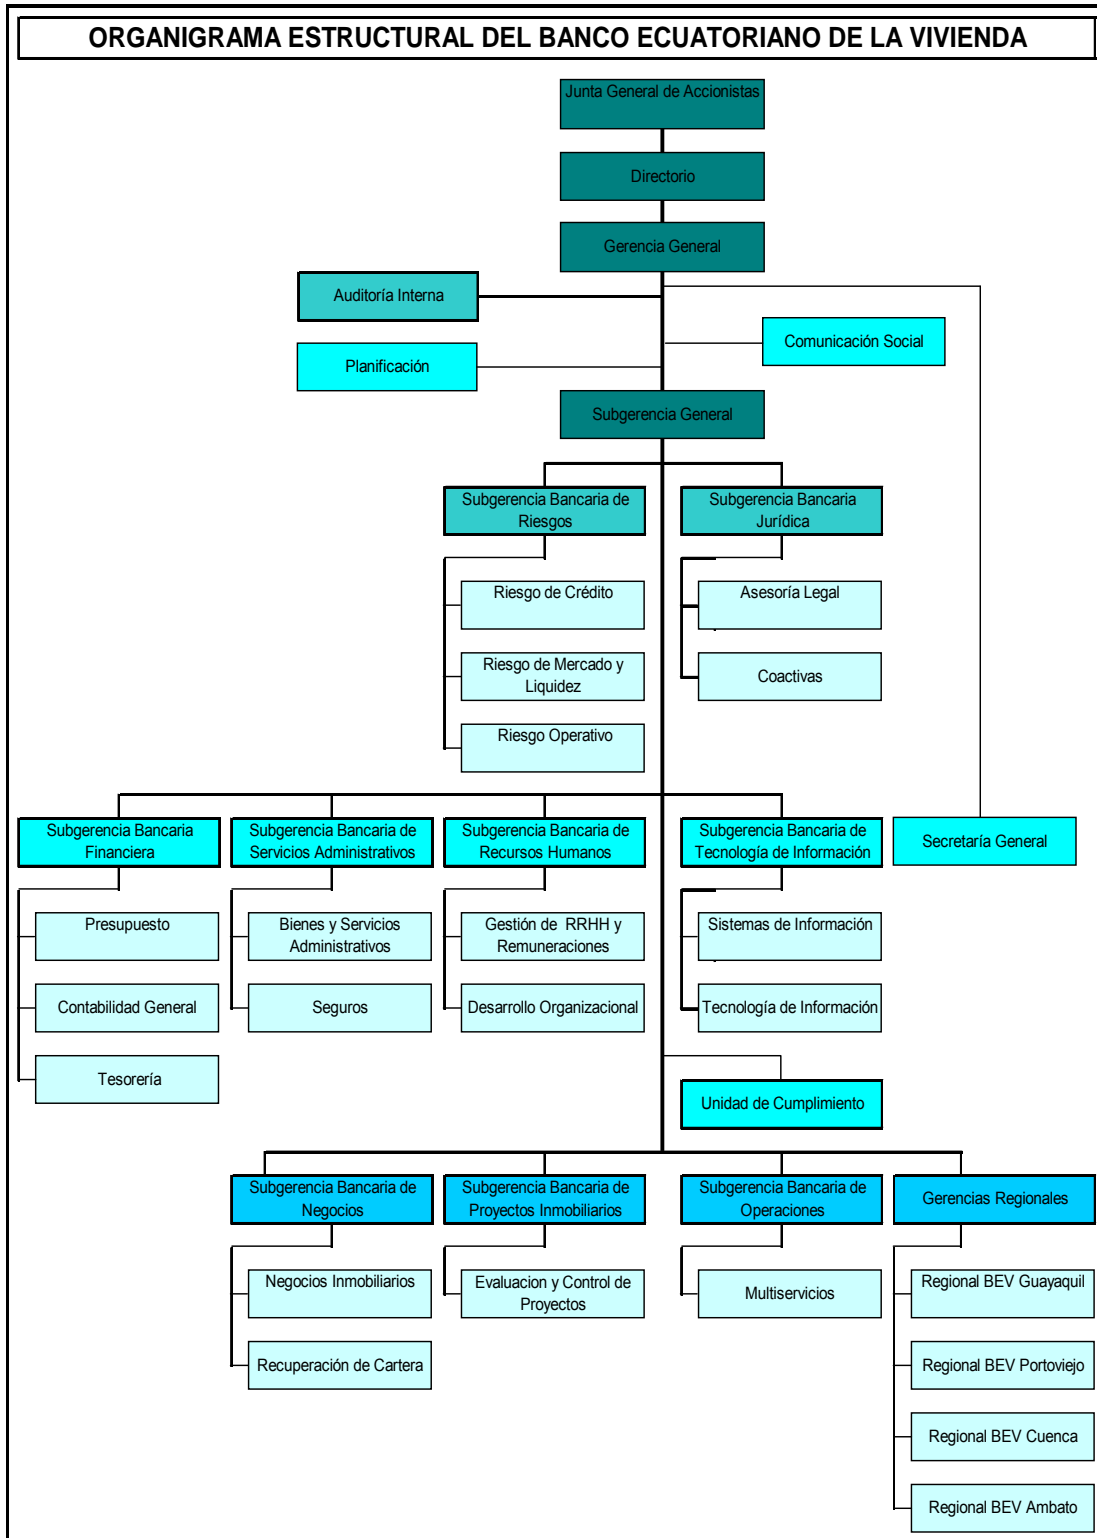 ORGANIGRAMA ESTRUCTURAL DEL BANCO ECUATORIANO DE LA VIVIENDA
Junta General de Accionistas
Directorio
Gerencia General
Auditoría Interna
Comunicación Social
Planificación
Subgerencia General
Subgerencia Bancaria de
Riesgos
Subgerencia Bancaria
Jurídica
Riesgo de Crédito
Asesoría Legal
Riesgo de Mercado y
Liquidez
Coactivas
Riesgo Operativo
Subgerencia Bancaria
Financiera
Subgerencia Bancaria de
Servicios Administrativos
Subgerencia Bancaria de
Recursos Humanos
Subgerencia Bancaria de
Tecnología de Información
Secretaría General
Presupuesto
Bienes y Servicios
Administrativos
Gestión de RRHH y
Remuneraciones
Sistemas de Información
Contabilidad General
Seguros
Desarrollo Organizacional
Tecnología de Información
Tesorería
Unidad de Cumplimiento
Subgerencia Bancaria de
Negocios
Subgerencia Bancaria de
Proyectos Inmobiliarios
Subgerencia Bancaria de
Operaciones
Gerencias Regionales
Negocios Inmobiliarios
Evaluacion y Control de
Proyectos
Multiservicios
Regional BEV Guayaquil
Recuperación de Cartera
Regional BEV Portoviejo
Regional BEV Cuenca
Regional BEV Ambato